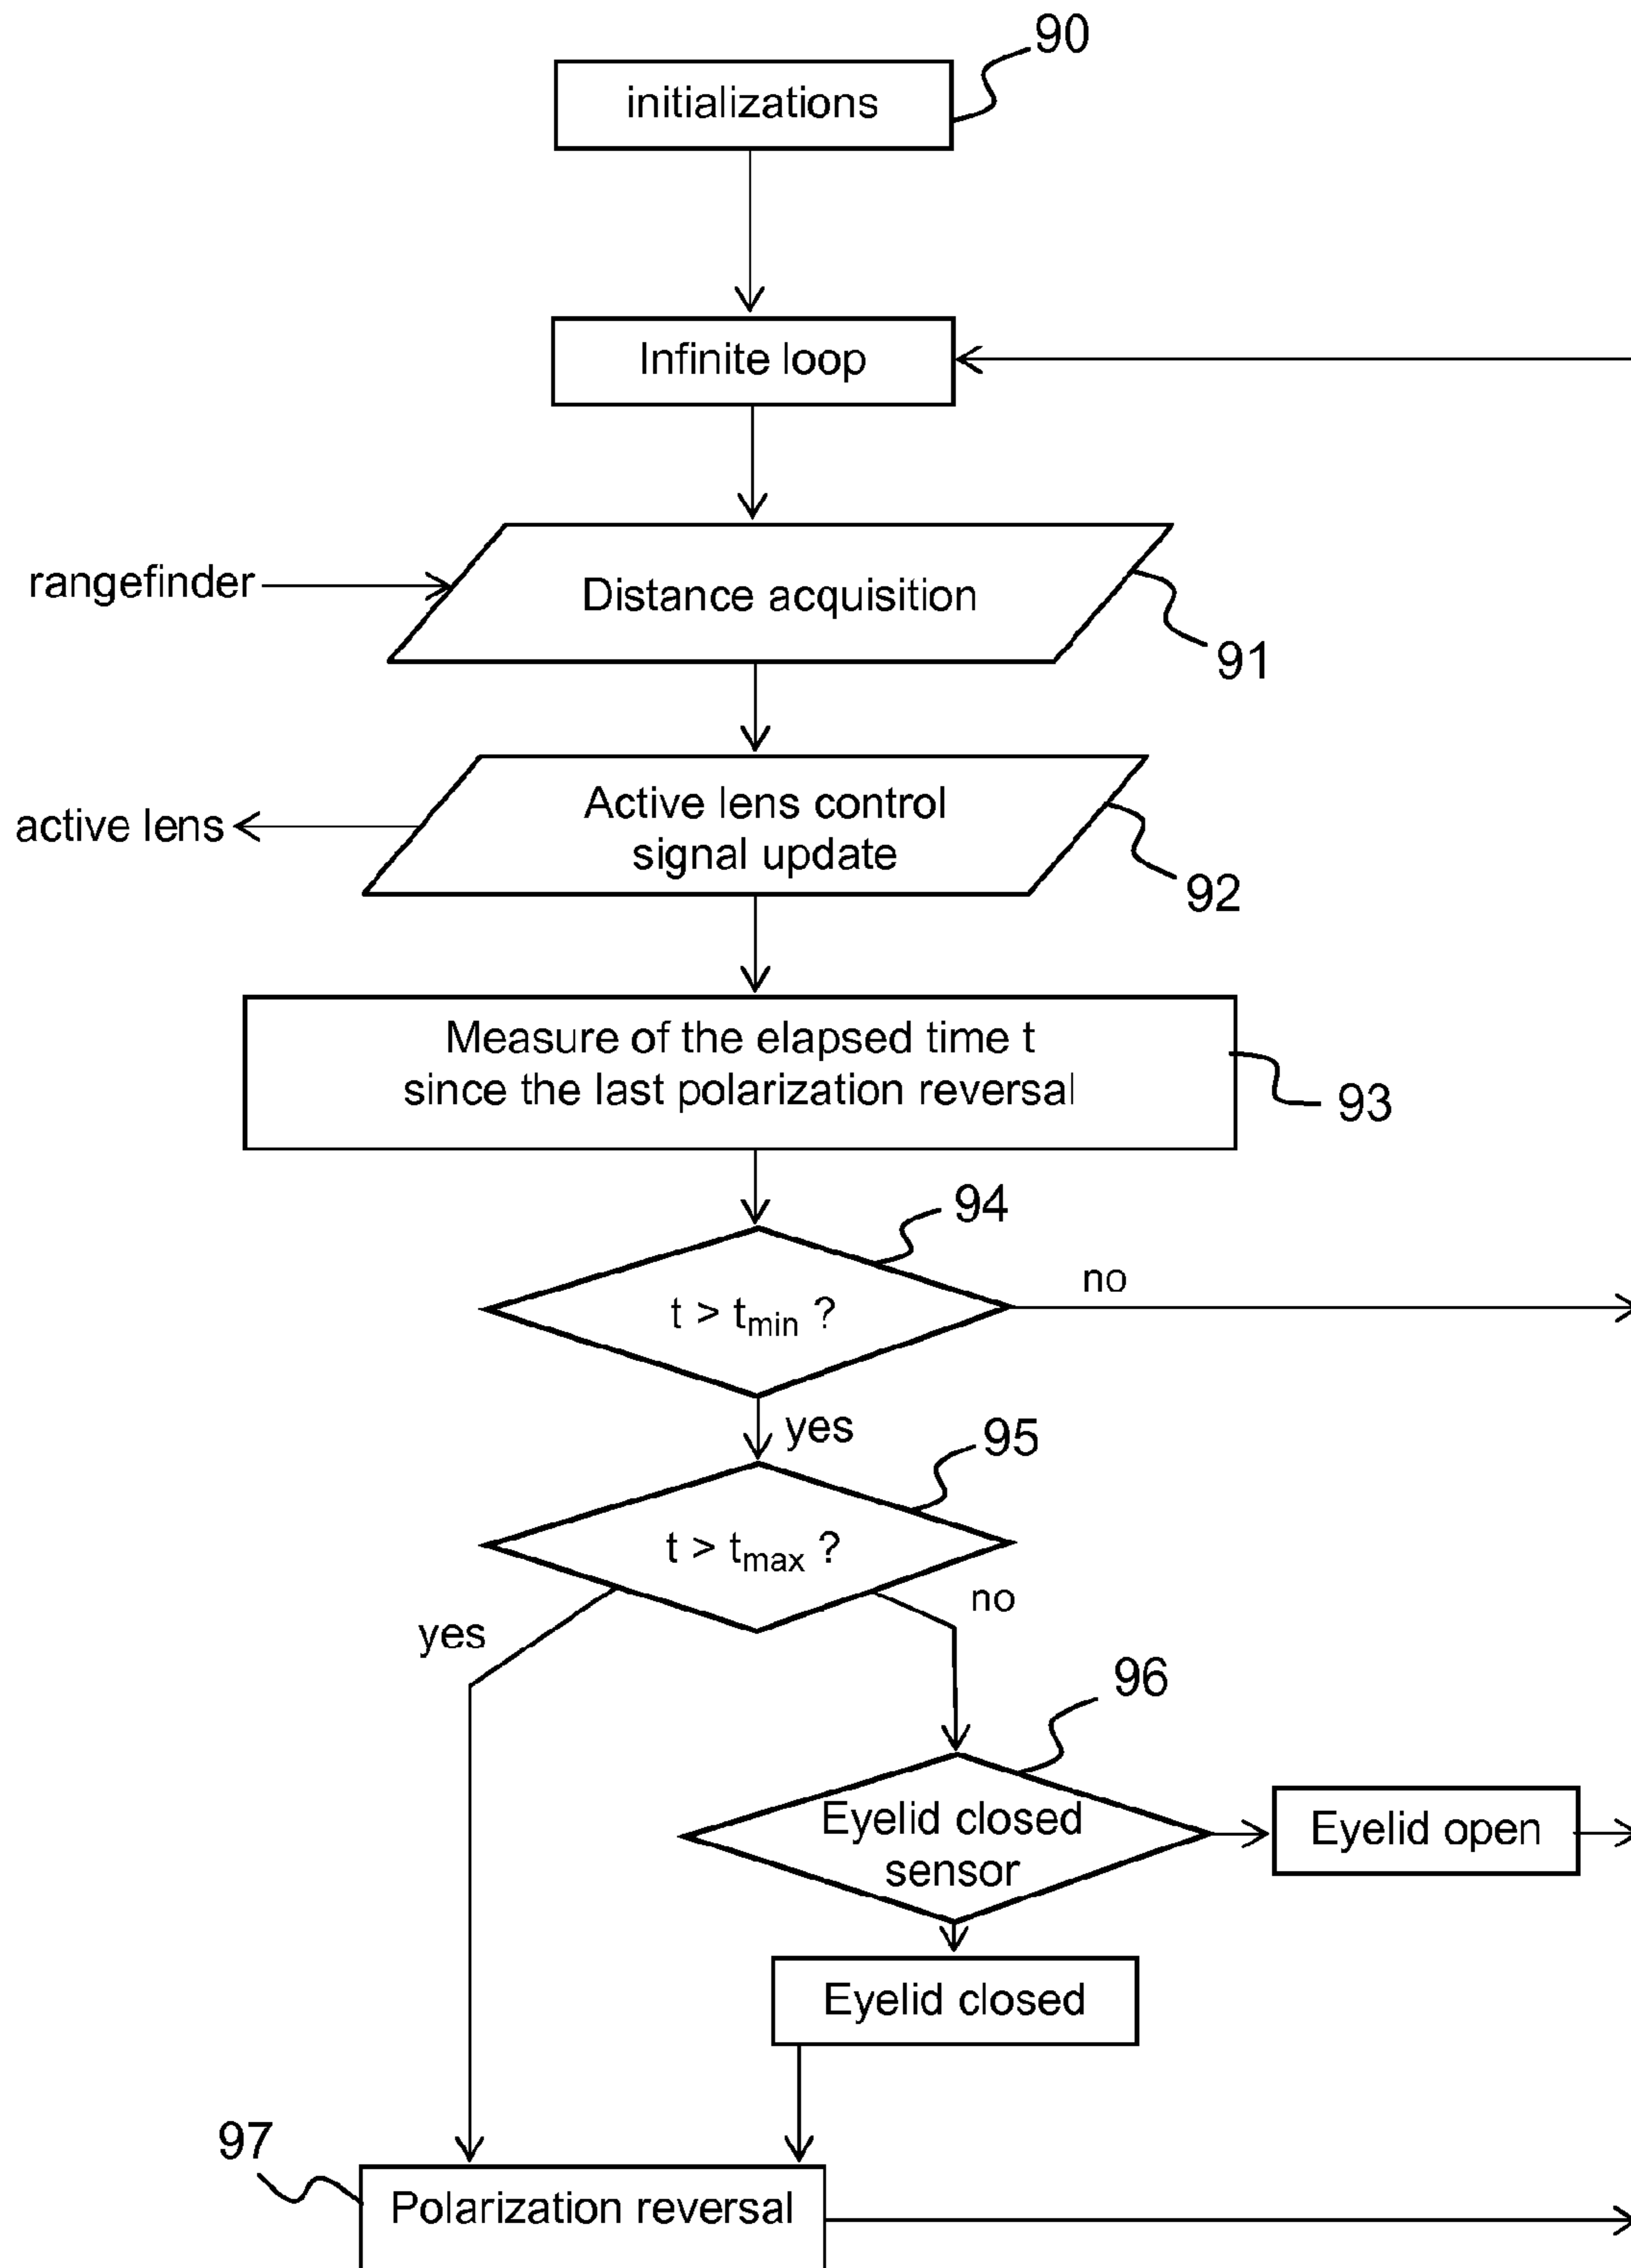 90
initializations
Infinite loop
rangefinder
Distance acquisition
91
active lens
Active lens control
signal update
92
Measure of the elapsed time t
since the last polarization reversal
93
94
t > tmin ?
no
yes
95
t > tmax ?
yes
no
96
Eyelid closed
sensor
Eyelid open
Eyelid closed
97
Polarization reversal